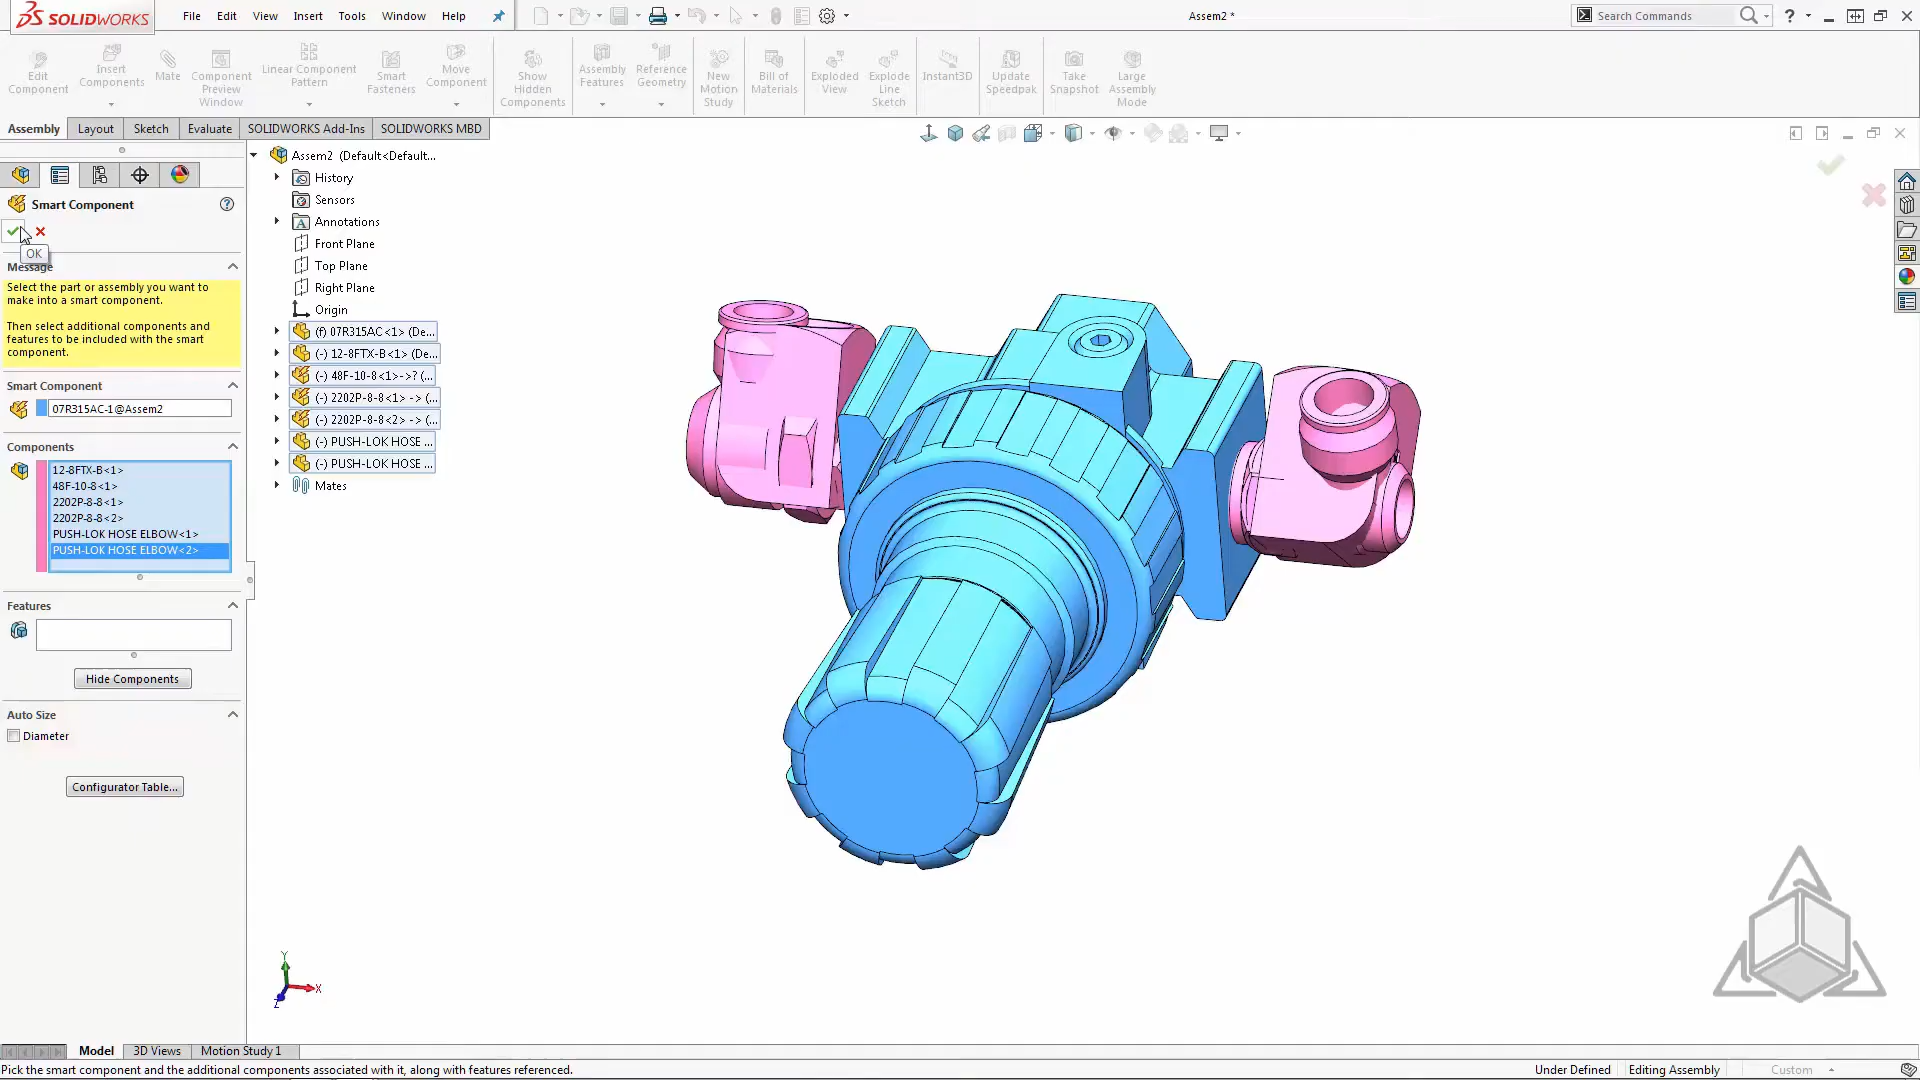 SOLIDWORKS
File Edit View Insert Tools Window Help
Assem2 *
Search Commands
?
Edit Component
Insert Components
Mate
Component Preview Window
Linear Component Pattern
Smart Fasteners
Move Component
Show Hidden Components
Assembly Features
Reference Geometry
New Motion Study
Bill of Materials
Exploded View
Explode Line Sketch
Instant3D
Update Speedpak
Take Snapshot
Large Assembly Mode
Assembly Layout Sketch Evaluate SOLIDWORKS Add-Ins SOLIDWORKS MBD
Smart Component
?
OK
Message
Select the part or assembly you want to
make into a smart component.
Then select additional components and
features to be included with the smart
component.
Smart Component
07R315AC-1@Assem2
Components
12-8FTX-B<1>
48F-10-8<1>
2202P-8-8<1>
2202P-8-8<2>
PUSH-LOK HOSE ELBOW<1>
PUSH-LOK HOSE ELBOW<2>
Features
Hide Components
Auto Size
Diameter
Configurator Table...
Assem2 (Default<Default...
History
Sensors
A Annotations
Front Plane
Top Plane
Right Plane
Origin
(f) 07R315AC<1> (De...
(-) 12-8FTX-B<1> (De...
(-) 48F-10-8<1>->? (...
(-) 2202P-8-8<1> -> (...
(-) 2202P-8-8<2> -> (...
(-) PUSH-LOK HOSE ...
(-) PUSH-LOK HOSE ...
Mates
Y
X
Z
Model 3D Views Motion Study 1
Pick the smart component and the additional components associated with it, along with features referenced.
Under Defined Editing Assembly Custom